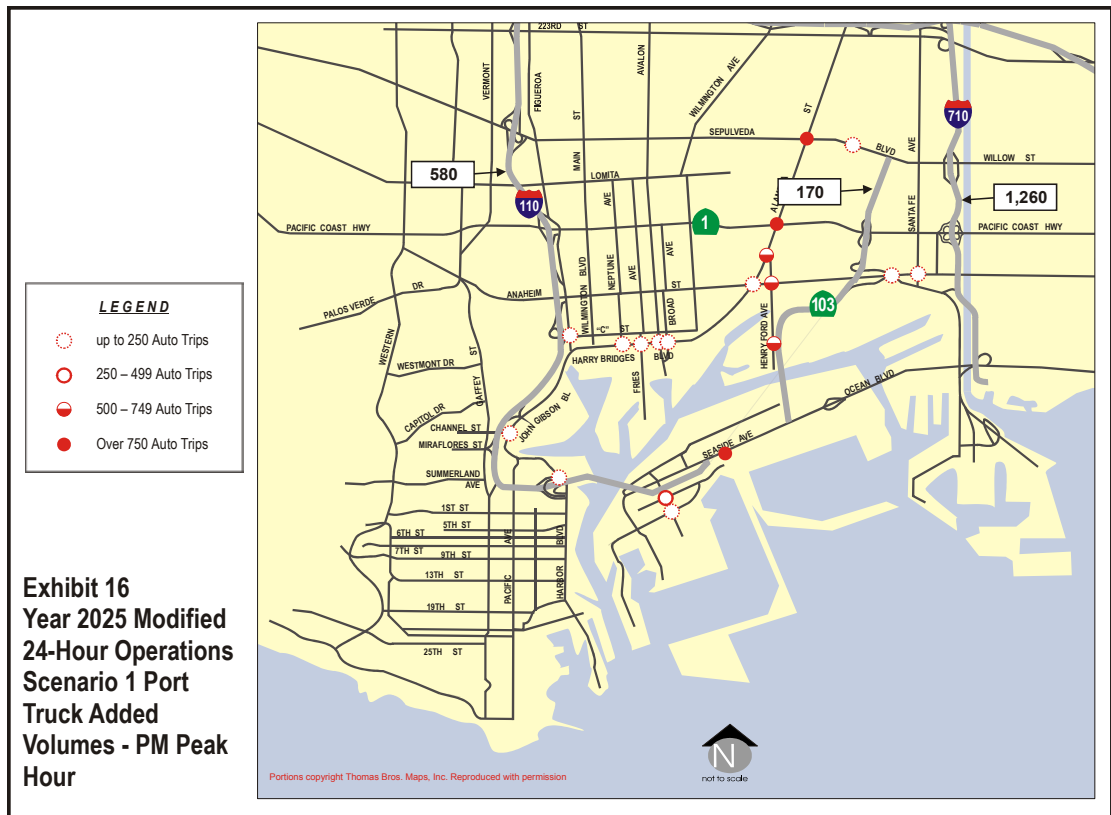 223RD ST
VERMONT
FIGUEROA
ST
MAIN
AVALON
WILMINGTON AVE
ST
710
SEPULVEDA
BLVD
AVE
WILLOW ST
580
LOMITA
170
1,260
110
AVE
1
SANTA FE
PACIFIC COAST HWY
PACIFIC COAST HWY
NEPTUNE
AVE
AVE
WILMINGTON BLVD
ANAHEIM ST
PALOS VERDE DR
103
BROAD
"C" ST
HENRY FORD AVE
WESTERN
HARRY BRIDGES BLVD
WESTMONT DR
ST
GAFFEY
FRIES
OCEAN BLVD
CAPITOL DR
JOHN GIBSON BL
CHANNEL ST
MIRAFLORES ST
SEASIDE AVE
SUMMERLAND
AVE
1ST ST
5TH ST
6TH ST
7TH ST
9TH ST
AVE
BLVD
13TH ST
PACIFIC
HARBOR
19TH ST
25TH ST
LEGEND
up to 250 Auto Trips
250 – 499 Auto Trips
500 – 749 Auto Trips
Over 750 Auto Trips
Exhibit 16
Year 2025 Modified
24-Hour Operations
Scenario 1 Port
Truck Added
Volumes - PM Peak
Hour
N
not to scale
Portions copyright Thomas Bros. Maps, Inc. Reproduced with permission